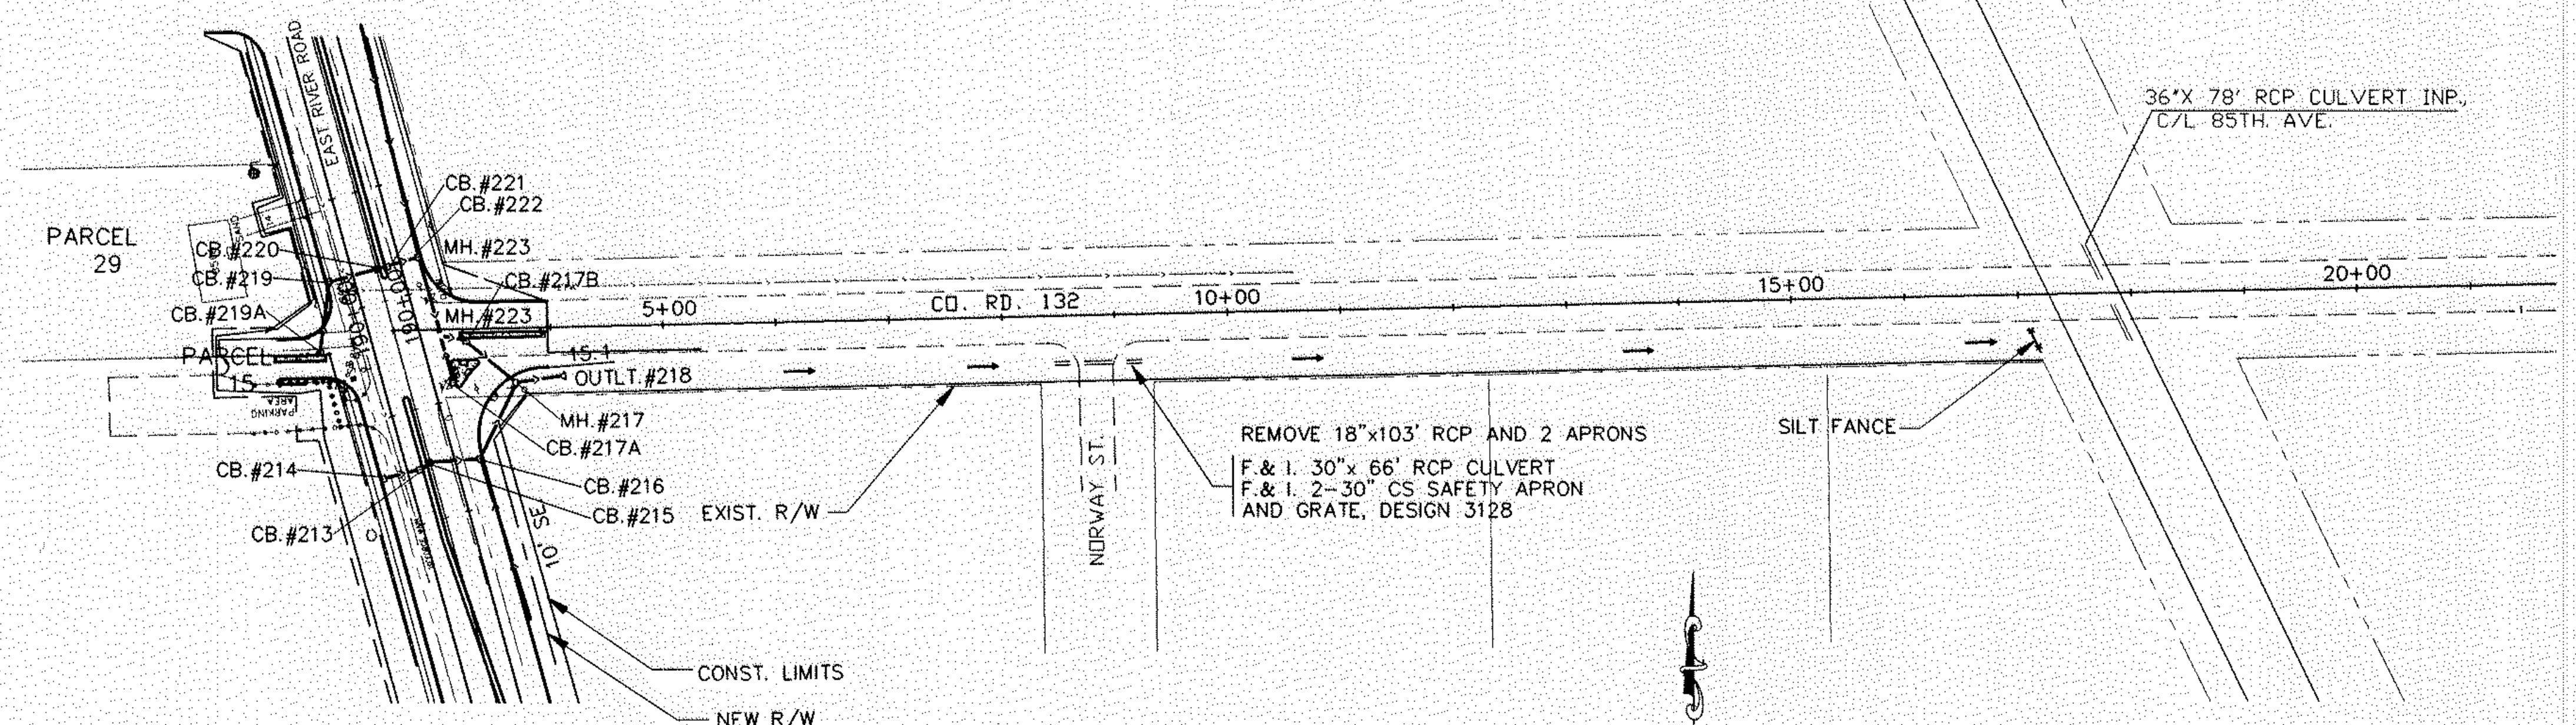 EAST RIVER ROAD
36"X 78' RCP CULVERT INP.,
C/L 85TH. AVE.
CB.#221
CB.#222
PARCEL
29
CB.#220
MH.#223
CB.#219
CB.#217B
CB.#219A
MH.#223
5+00
CO. RD. 132
10+00
15+00
20+00
190+00
PARCEL
15
15.1
OUTLT.#218
PARKING
AREA
MH.#217
CB.#217A
CB.#214
CB.#216
CB.#215
CB.#213
EXIST. R/W
NORWAY ST.
REMOVE 18"x103' RCP AND 2 APRONS
F.& I. 30"x 66' RCP CULVERT
F.& I. 2-30" CS SAFETY APRON
AND GRATE, DESIGN 3128
SILT FANCE
10'. SE
CONST. LIMITS
NEW R/W